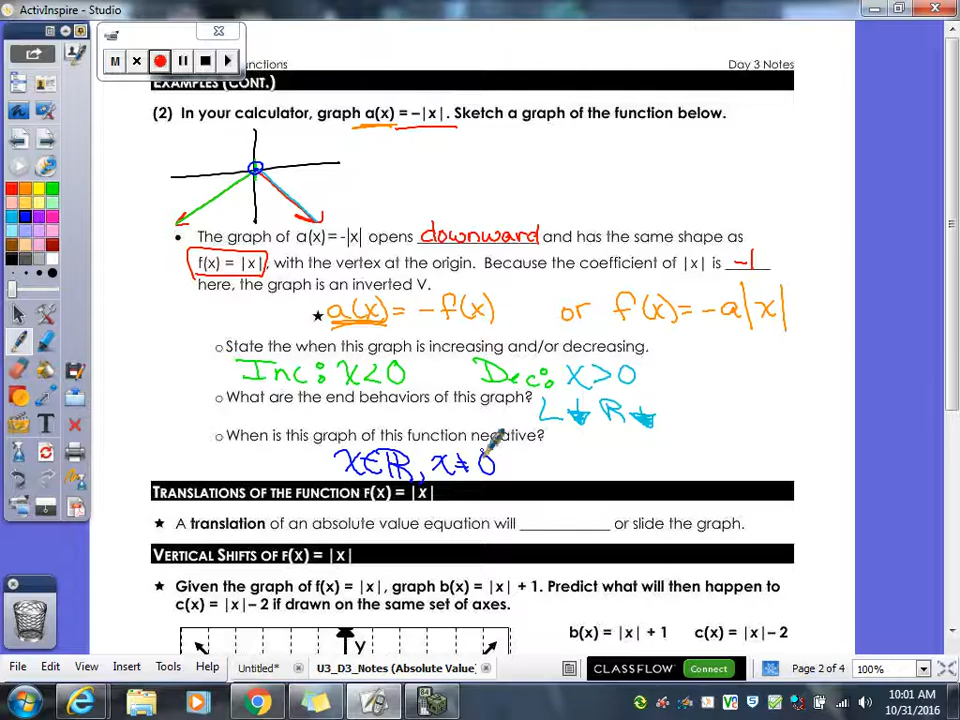 ActivInspire - Studio
M
unctions Day 3 Notes
EXAMPLES (CONT.)
(2) In your calculator, graph a(x) = -|x|. Sketch a graph of the function below.
• The graph of a(x) = -|x| opens downward and has the same shape as
f(x) = |x|, with the vertex at the origin. Because the coefficient of |x| is -1
here, the graph is an inverted V.
★ a(x) = -f(x) or f(x) = -a|x|
o State the when this graph is increasing and/or decreasing.
Inc: x<0 Dec: x>0
o What are the end behaviors of this graph?
L ↓ R ↓
o When is this graph of this function negative?
x∈ℝ, x≠0
TRANSLATIONS OF THE FUNCTION F(X) = |X|
★ A translation of an absolute value equation will __________ or slide the graph.
VERTICAL SHIFTS OF F(X) = |X|
★ Given the graph of f(x) = |x|, graph b(x) = |x| + 1. Predict what will then happen to
c(x) = |x| – 2 if drawn on the same set of axes.
b(x) = |x| + 1 c(x) = |x| – 2
y
File Edit View Insert Tools Help Untitled* U3_D3_Notes (Absolute Value) CLASSFLOW Connect Page 2 of 4 100%
10:01 AM
10/31/2016